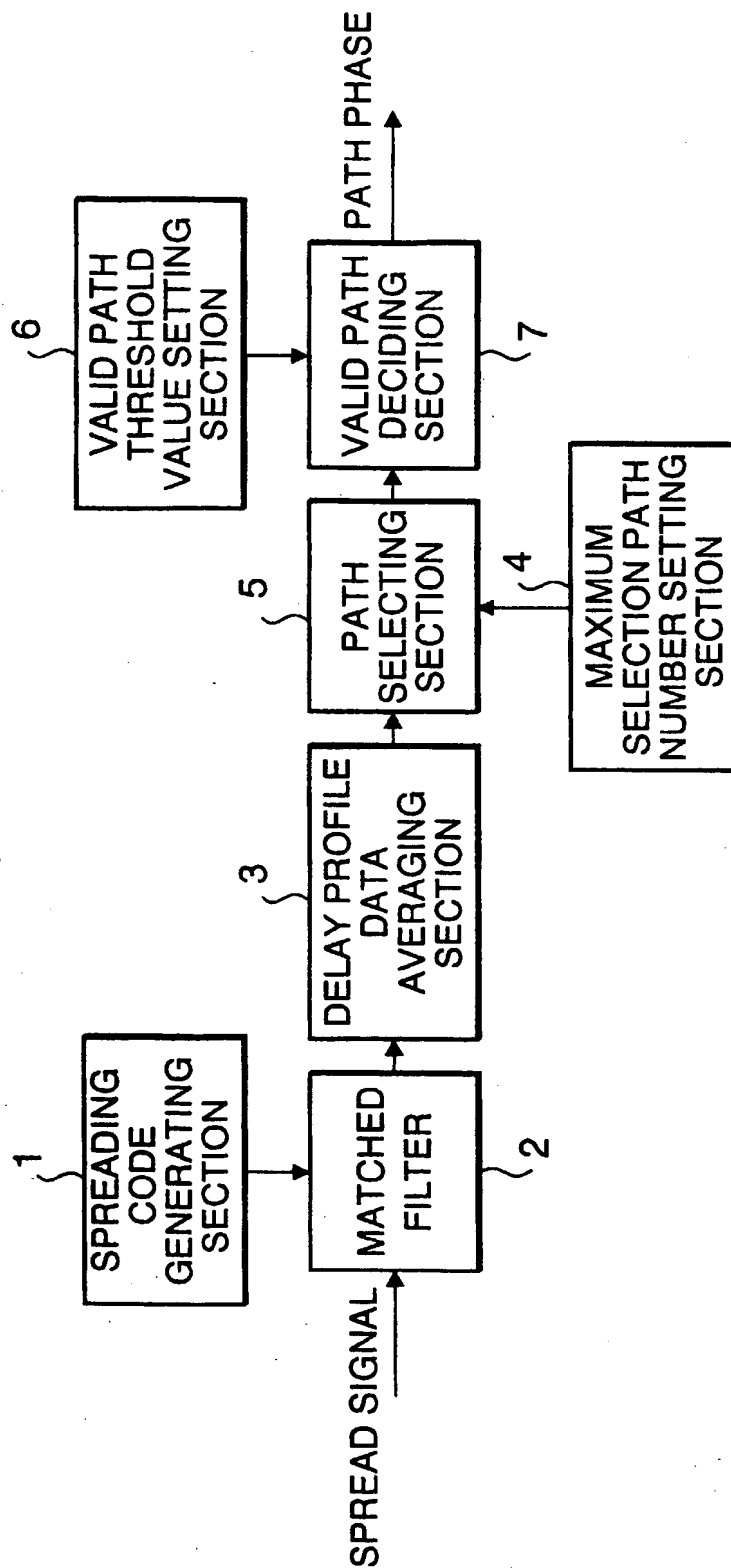 1
SPREADING
CODE
GENERATING
SECTION
SPREAD SIGNAL
MATCHED
FILTER
2
3
DELAY PROFILE
DATA
AVERAGING
SECTION
5
PATH
SELECTING
SECTION
4
MAXIMUM
SELECTION PATH
NUMBER SETTING
SECTION
6
VALID PATH
THRESHOLD
VALUE SETTING
SECTION
VALID PATH
DECIDING
SECTION
7
PATH PHASE